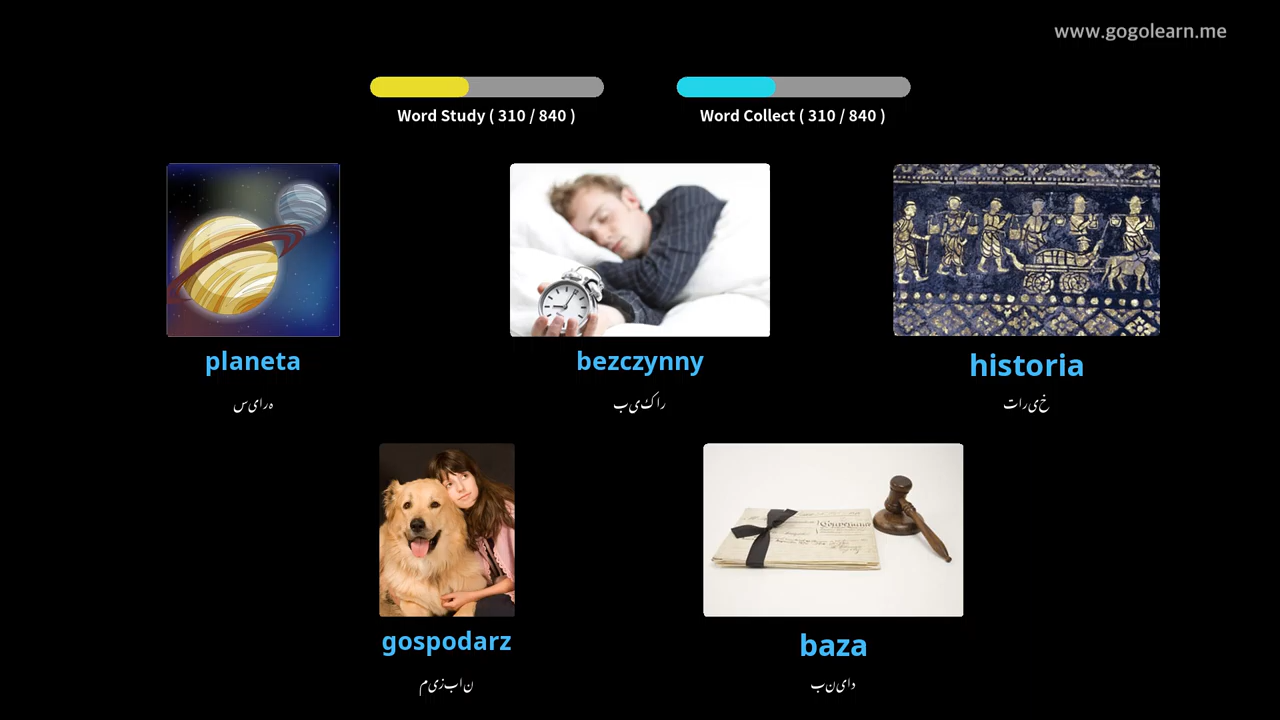 www.gogolearn.me
Word Study ( 310 / 840 )
Word Collect ( 310 / 840 )
planeta
سیارہ
bezczynny
بیکار
historia
تاریخ
gospodarz
میزبان
baza
بنیاد